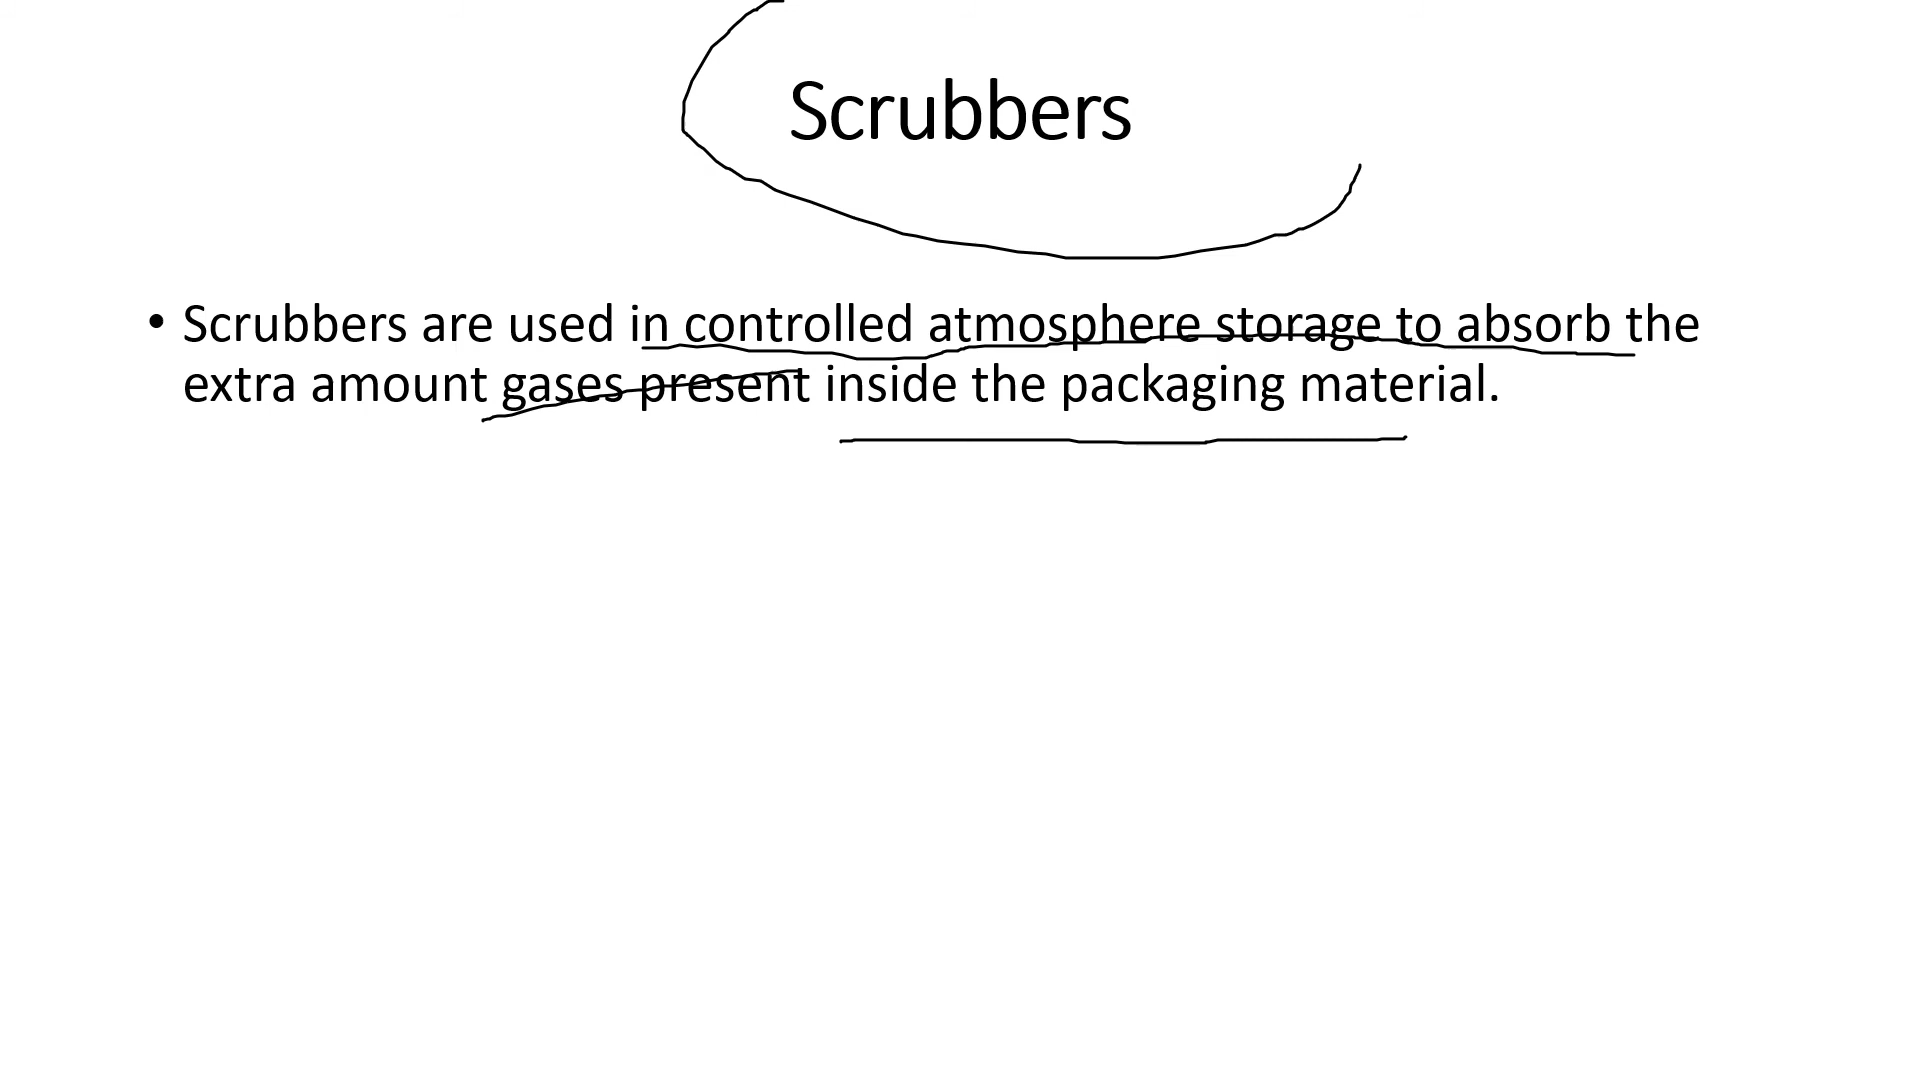 Scrubbers
• Scrubbers are used in controlled atmosphere storage to absorb the
extra amount gases present inside the packaging material.